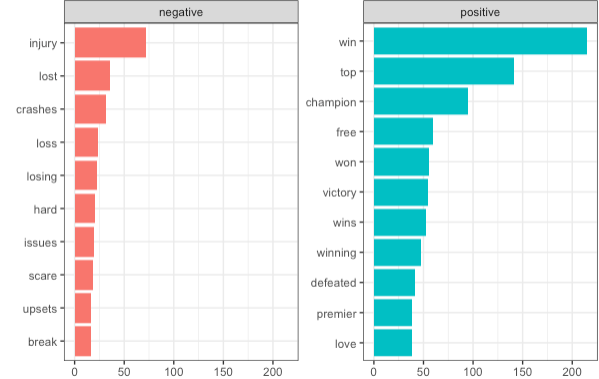 negative
injury
lost
crashes
loss
losing
hard
issues
scare
upsets
break
0 50 100 150 200
positive
win
top
champion
free
won
victory
wins
winning
defeated
premier
love
0 50 100 150 200